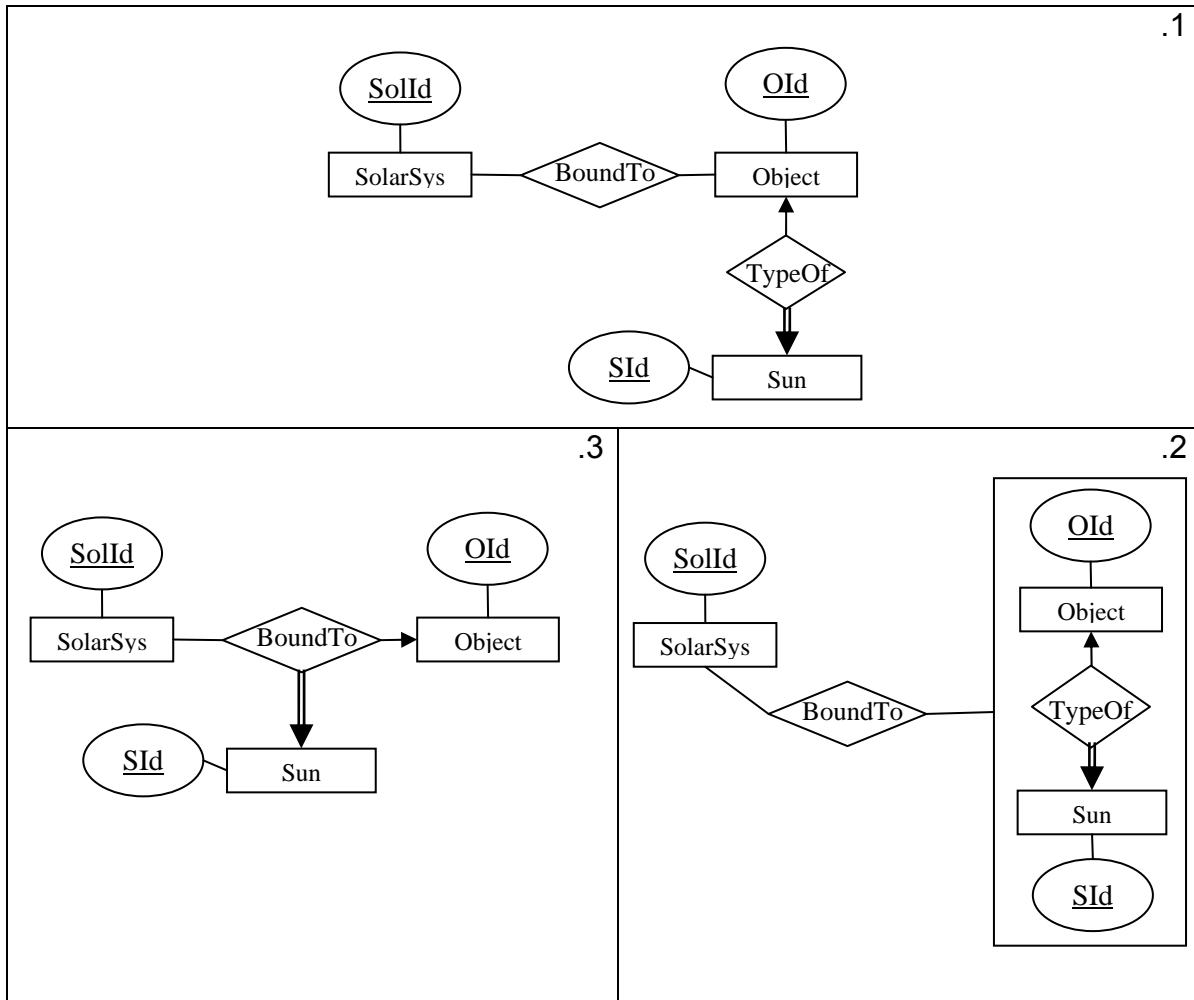 .1
SolId
OId
SolarSys
BoundTo
Object
TypeOf
SId
Sun
.3
SolId
OId
SolarSys
BoundTo
Object
SId
Sun
.2
OId
SolId
Object
SolarSys
BoundTo
TypeOf
Sun
SId